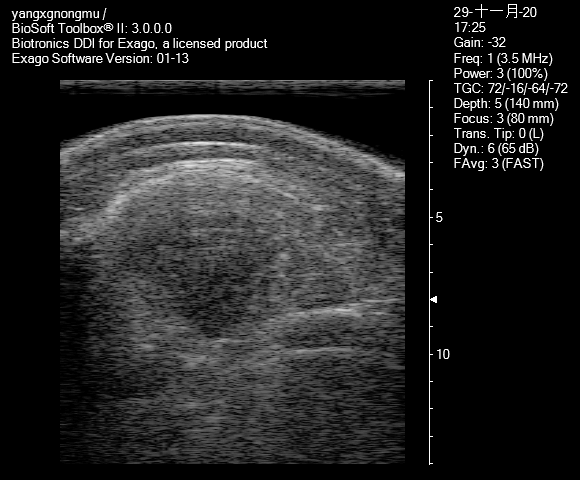 yangxgnongmu /
BioSoft Toolbox® II: 3.0.0.0
Biotronics DDI for Exago, a licensed product
Exago Software Version: 01-13
29-十一月-20
17:25
Gain: -32
Freq: 1 (3.5 MHz)
Power: 3 (100%)
TGC: 72/-16/-64/-72
Depth: 5 (140 mm)
Focus: 3 (80 mm)
Trans. Tip: 0 (L)
Dyn.: 6 (65 dB)
FAvg: 3 (FAST)
5
10